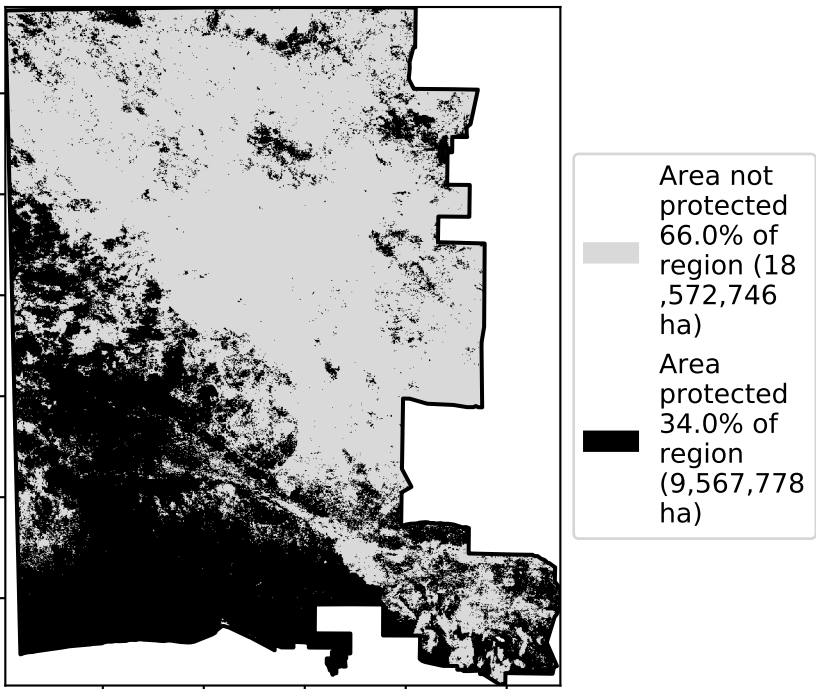 Area not
protected
66.0% of
region (18
,572,746
ha)
Area
protected
34.0% of
region
(9,567,778
ha)